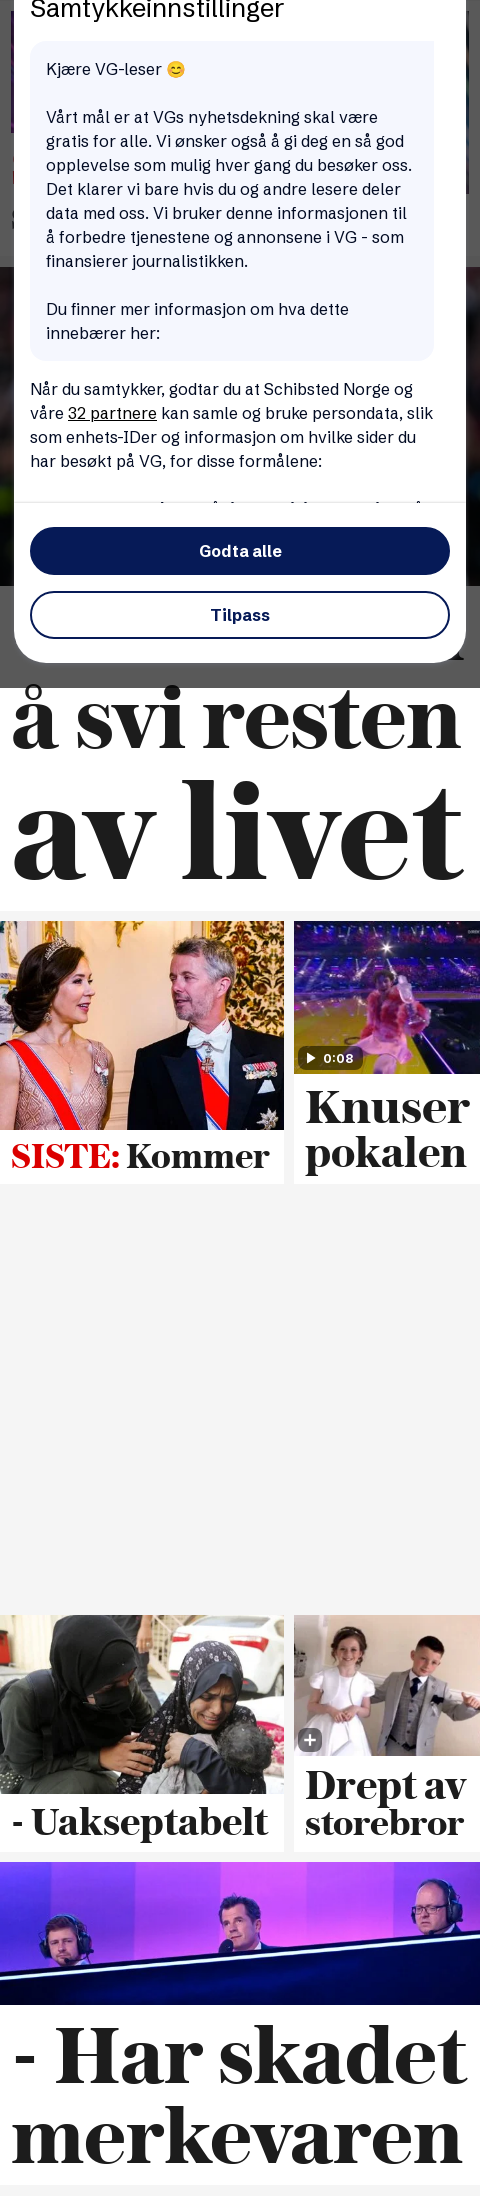 Samtykkeinnstillinger
Kjære VG-leser 😊
Vårt mål er at VGs nyhetsdekning skal være
gratis for alle. Vi ønsker også å gi deg en så god
opplevelse som mulig hver gang du besøker oss.
Det klarer vi bare hvis du og andre lesere deler
data med oss. Vi bruker denne informasjonen til
å forbedre tjenestene og annonsene i VG - som
finansierer journalistikken.
Du finner mer informasjon om hva dette
innebærer her:
Når du samtykker, godtar du at Schibsted Norge og
våre 32 partnere kan samle og bruke persondata, slik
som enhets-IDer og informasjon om hvilke sider du
har besøkt på VG, for disse formålene:
Godta alle
Tilpass
å svi resten
av livet
0:08
SISTE: Kommer
Knuser
pokalen
- Uakseptabelt
Drept av
storebror
- Har skadet
merkevaren